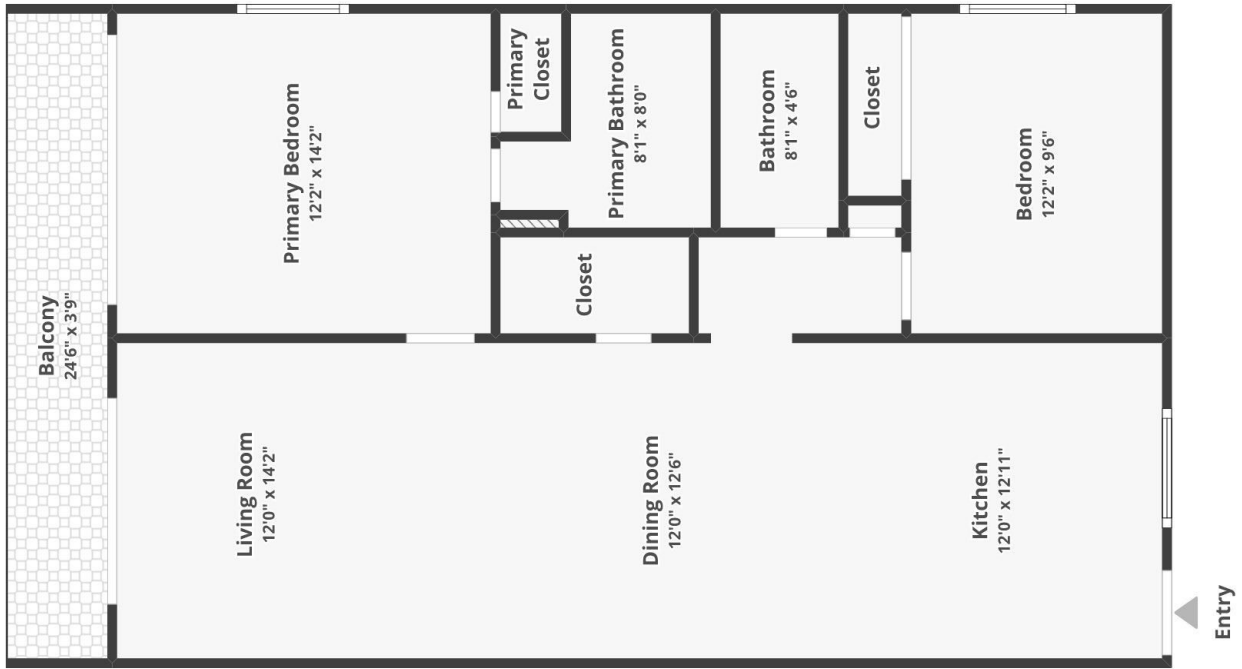 Balcony
24'6" x 3'9"
Primary Bedroom
12'2" x 14'2"
Primary
Closet
Primary Bathroom
8'1" x 8'0"
Bathroom
8'1" x 4'6"
Closet
Bedroom
12'2" x 9'6"
Closet
Living Room
12'0" x 14'2"
Dining Room
12'0" x 12'6"
Kitchen
12'0" x 12'11"
Entry